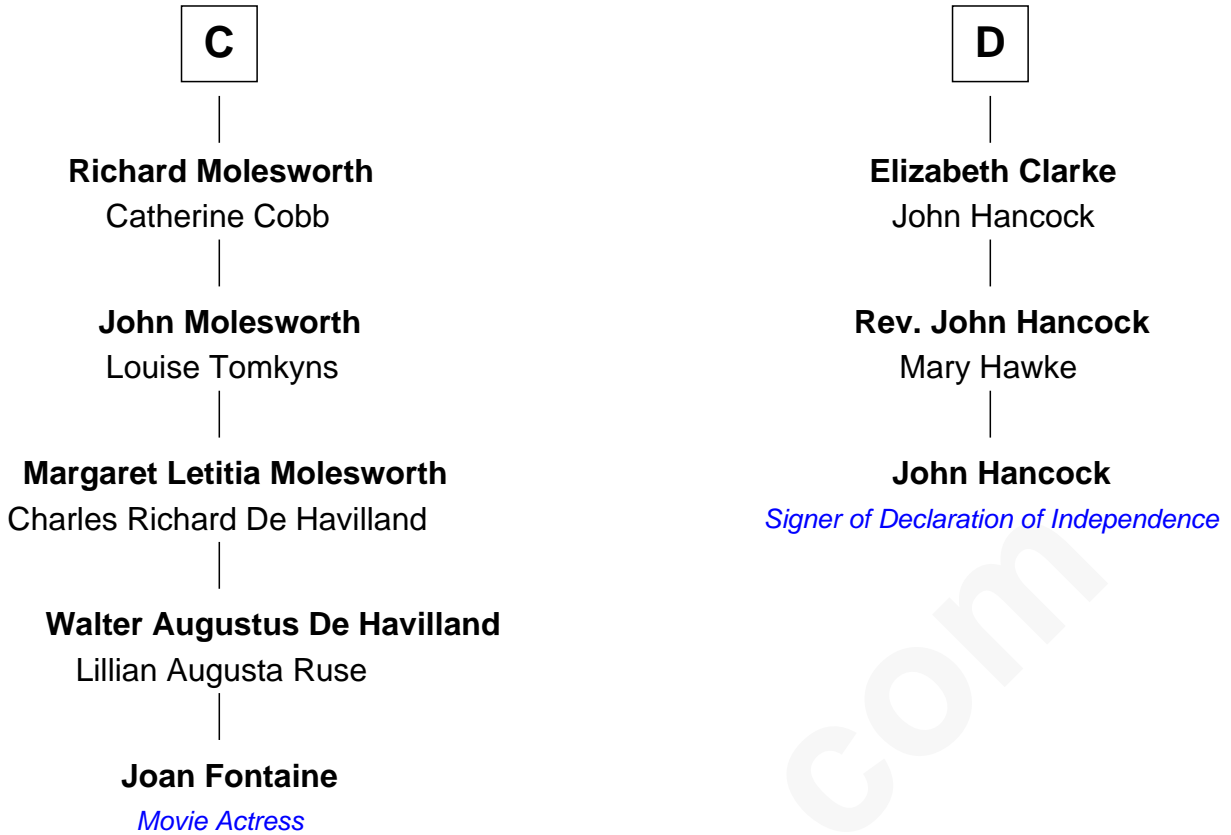 C
Richard Molesworth
Catherine Cobb
John Molesworth
Louise Tomkyns
Margaret Letitia Molesworth
Charles Richard De Havilland
Walter Augustus De Havilland
Lillian Augusta Ruse
Joan Fontaine
Movie Actress
D
Elizabeth Clarke
John Hancock
Rev. John Hancock
Mary Hawke
John Hancock
Signer of Declaration of Independence
com